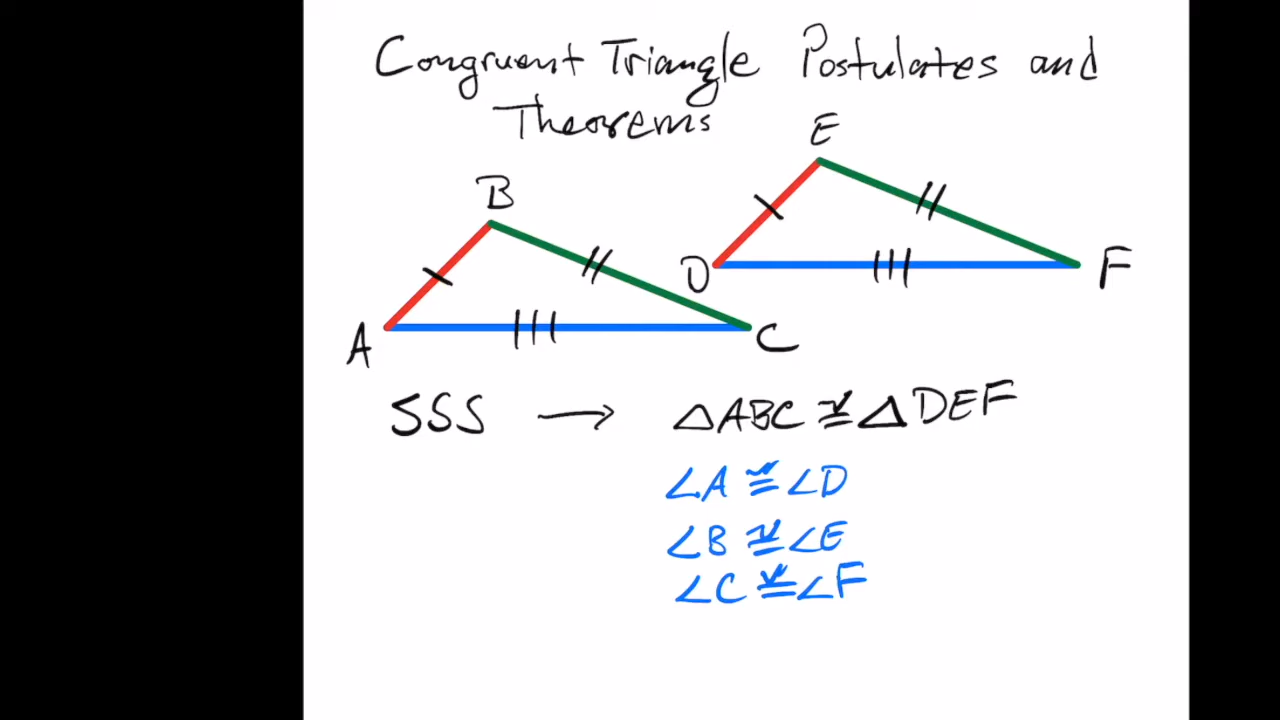 Congruent Triangle Postulates and
Theorems
E
B
D
F
A
C
SSS → △ABC ≅ △DEF
∠A ≅ ∠D
∠B ≅ ∠E
∠C ≅ ∠F